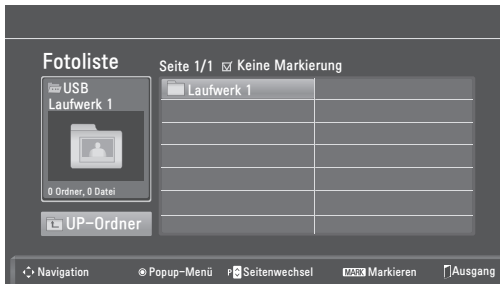 Fotoliste
Seite 1/1 Keine Markierung
USB
Laufwerk 1
Laufwerk 1
0 Ordner, 0 Datei
UP-Ordner
Navigation
Popup-Menü
P Seitenwechsel
MARK Markieren
Ausgang